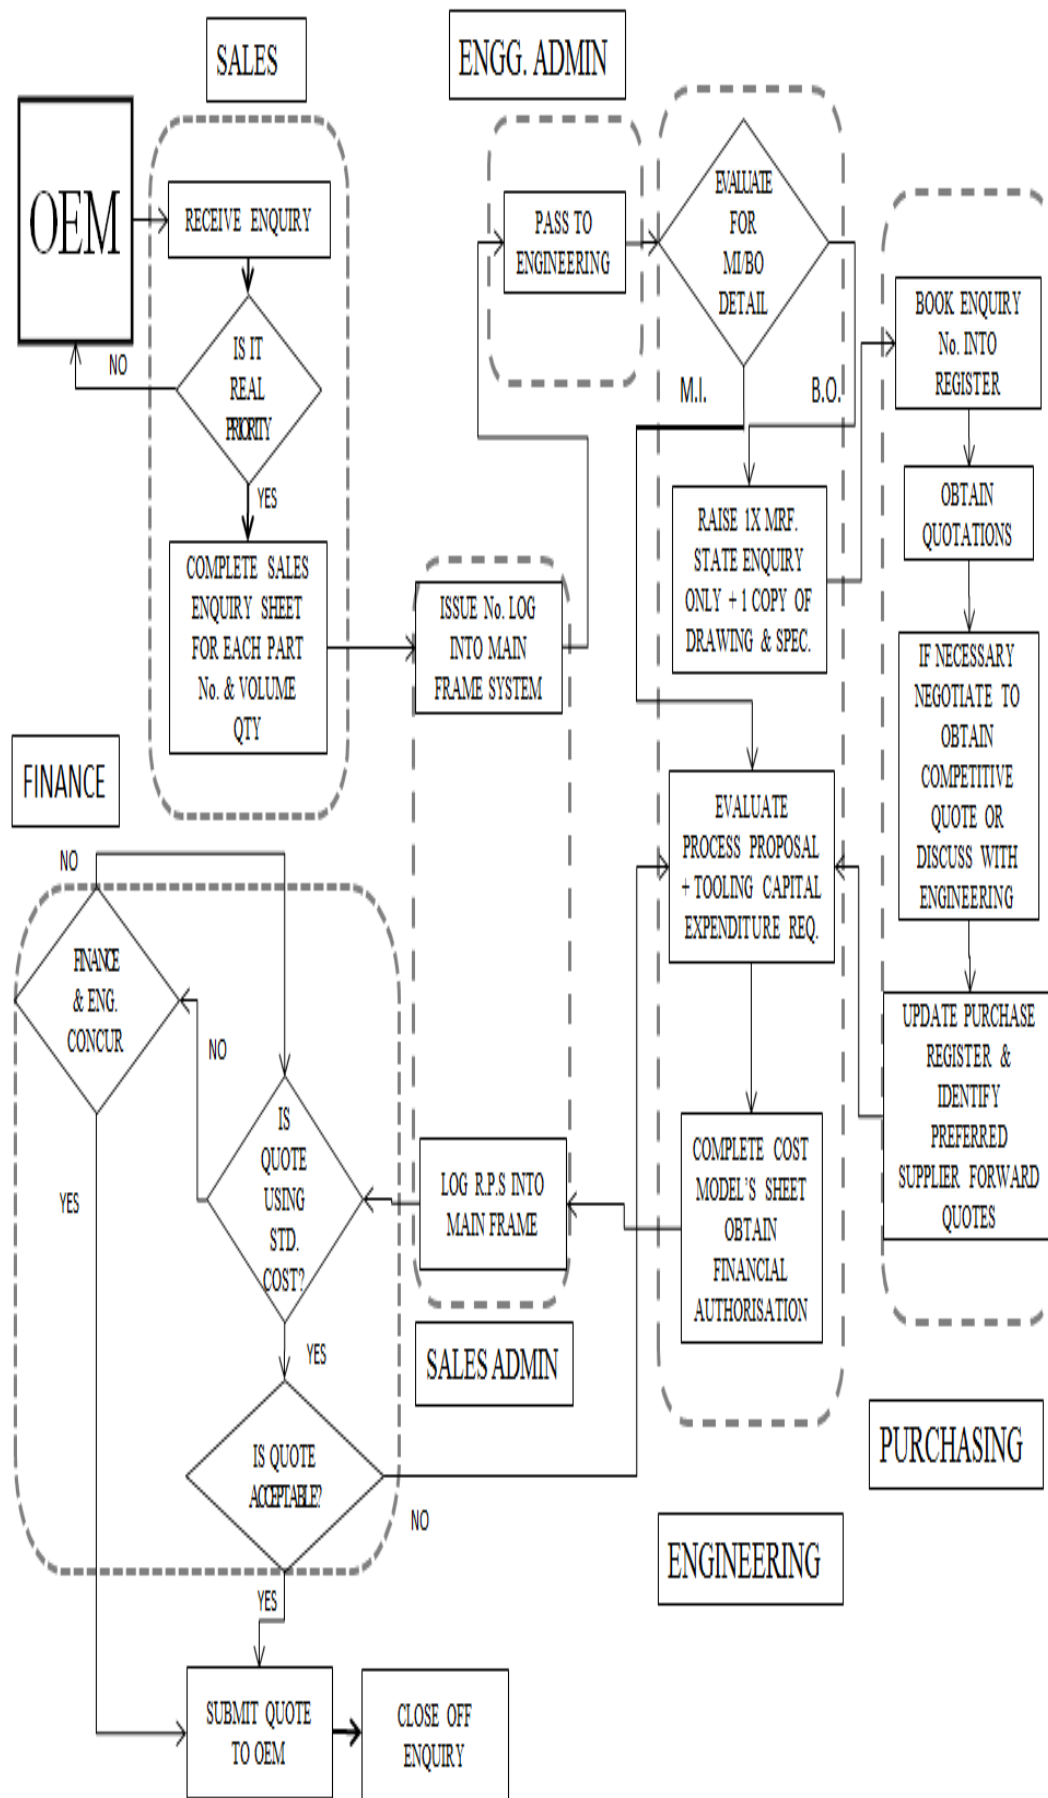 SALES
OEM
RECEIVE ENQUIRY
IS IT
REAL
PRIORITY
NO
YES
COMPLETE SALES
ENQUIRY SHEET
FOR EACH PART
No. & VOLUME
QTY
ENGG. ADMIN
PASS TO
ENGINEERING
ISSUE No. LOG
INTO MAIN
FRAME SYSTEM
EVALUATE
FOR
MI/BO
DETAIL
M.I.
B.O.
RAISE 1X MRF.
STATE ENQUIRY
ONLY + 1 COPY OF
DRAWING & SPEC.
BOOK ENQUIRY
No. INTO
REGISTER
OBTAIN
QUOTATIONS
IF NECESSARY
NEGOTIATE TO
OBTAIN
COMPETITIVE
QUOTE OR
DISCUSS WITH
ENGINEERING
UPDATE PURCHASE
REGISTER &
IDENTIFY
PREFERRED
SUPPLIER FORWARD
QUOTES
PURCHASING
EVALUATE
PROCESS PROPOSAL
+ TOOLING CAPITAL
EXPENDITURE REQ.
COMPLETE COST
MODEL'S SHEET
OBTAIN
FINANCIAL
AUTHORISATION
ENGINEERING
LOG R.P.S INTO
MAIN FRAME
SALES ADMIN
FINANCE
NO
FINANCE
& ENG.
CONCUR
NO
YES
IS
QUOTE
USING
STD.
COST?
YES
IS QUOTE
ACCEPTABLE?
NO
YES
SUBMIT QUOTE
TO OEM
CLOSE OFF
ENQUIRY